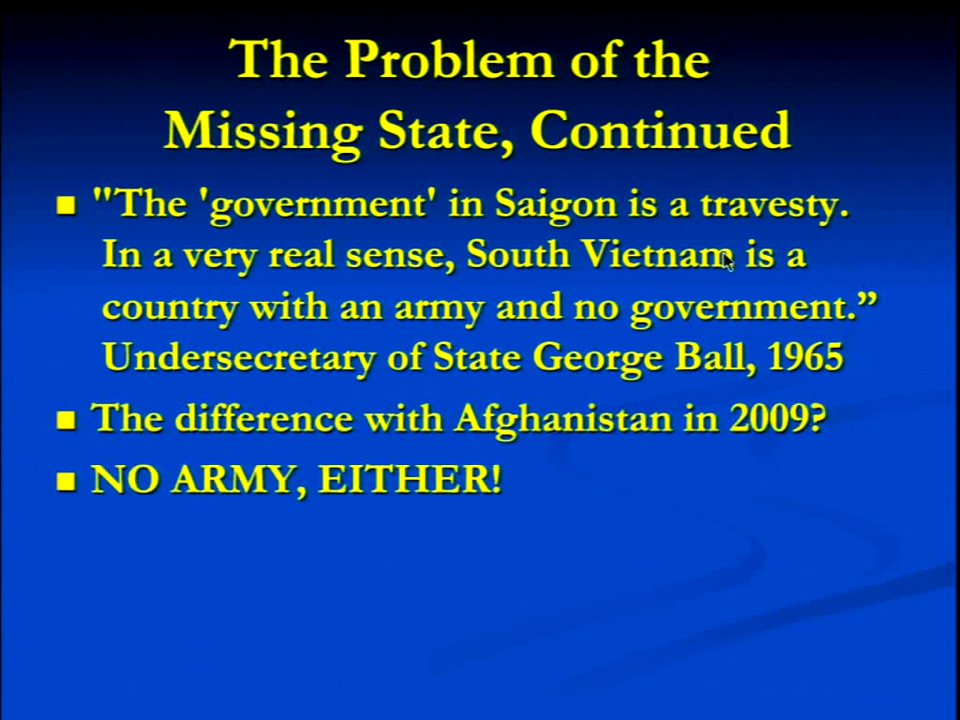 The Problem of the
Missing State, Continued
"The 'government' in Saigon is a travesty.
In a very real sense, South Vietnam is a
country with an army and no government.”
Undersecretary of State George Ball, 1965
The difference with Afghanistan in 2009?
NO ARMY, EITHER!